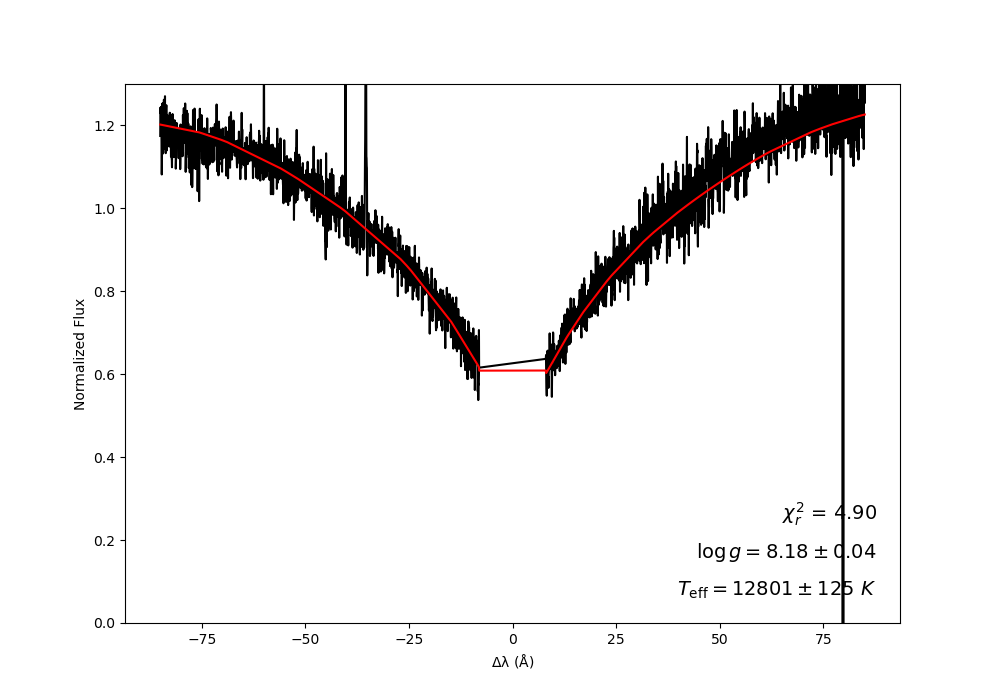 1.2
1.0
0.8
0.6
0.4
0.2
0.0
Normalized Flux
χ²ᵣ = 4.90
log g = 8.18 ± 0.04
T_eff = 12801 ± 125 K
−75 −50 −25 0 25 50 75
Δλ (Å)